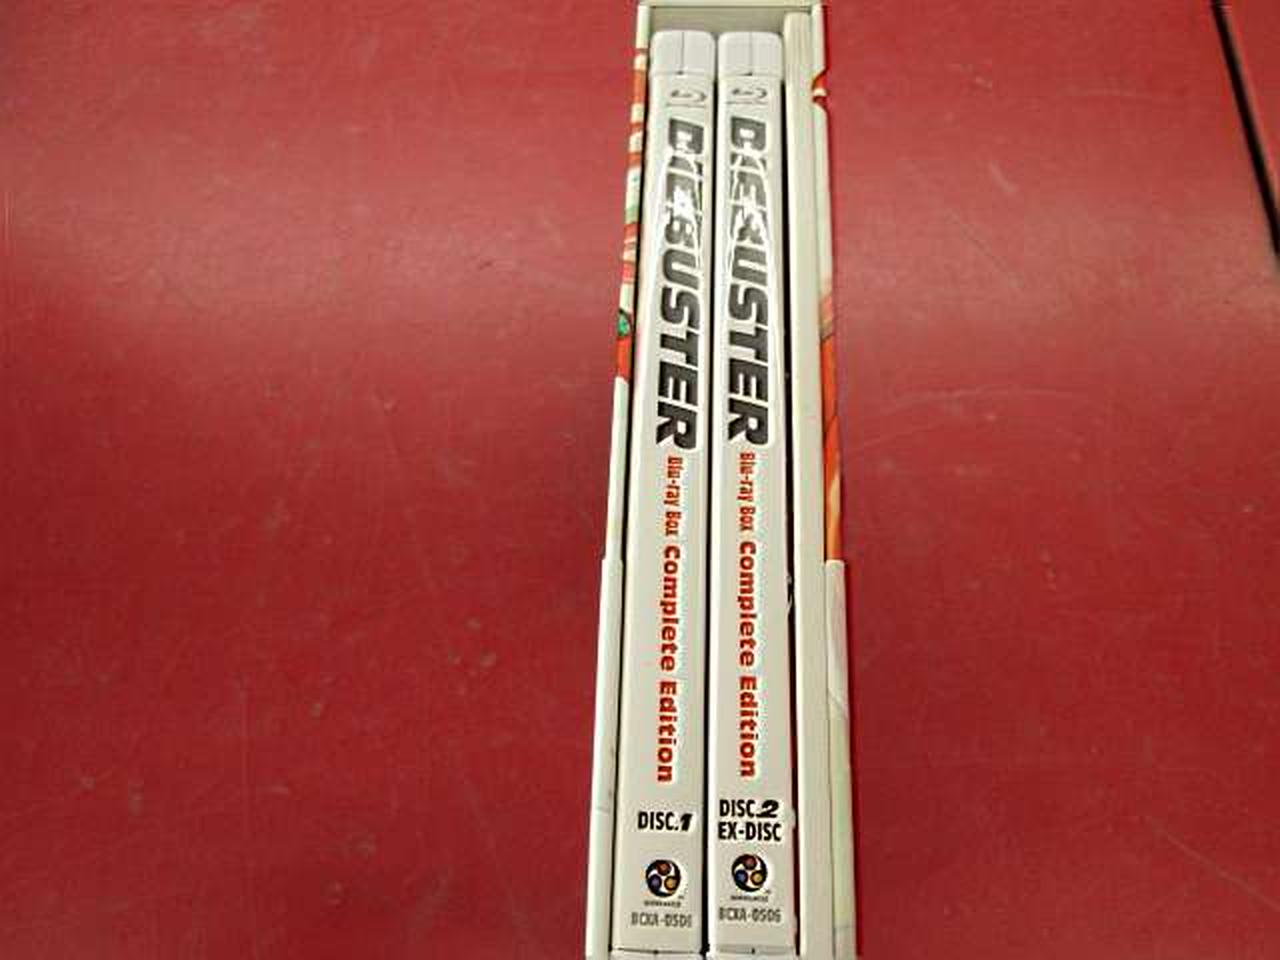 DIEBUSTER
Blu-ray Box Complete Edition
DISC.1
BCXA-0506
DIEBUSTER
Blu-ray Box Complete Edition
DISC.2
EX-DISC
BCXA-0506